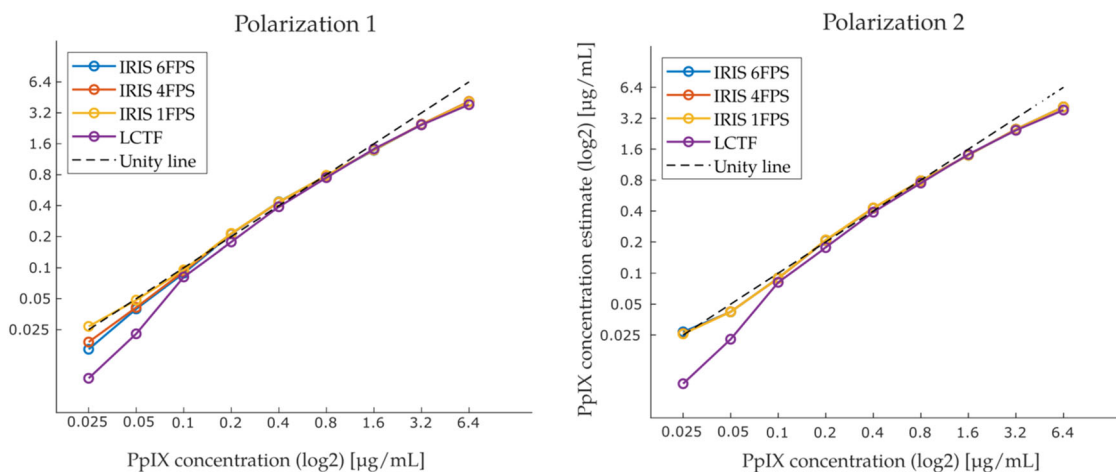 Polarization 1
IRIS 6FPS
IRIS 4FPS
IRIS 1FPS
LCTF
Unity line
6.4
3.2
1.6
0.8
0.4
0.2
0.1
0.05
0.025
0.025 0.05 0.1 0.2 0.4 0.8 1.6 3.2 6.4
PpIX concentration (log2) [µg/mL]
Polarization 2
PpIX concentration estimate (log2) [µg/mL]
IRIS 6FPS
IRIS 4FPS
IRIS 1FPS
LCTF
Unity line
6.4
3.2
1.6
0.8
0.4
0.2
0.1
0.05
0.025
0.025 0.05 0.1 0.2 0.4 0.8 1.6 3.2 6.4
PpIX concentration (log2) [µg/mL]